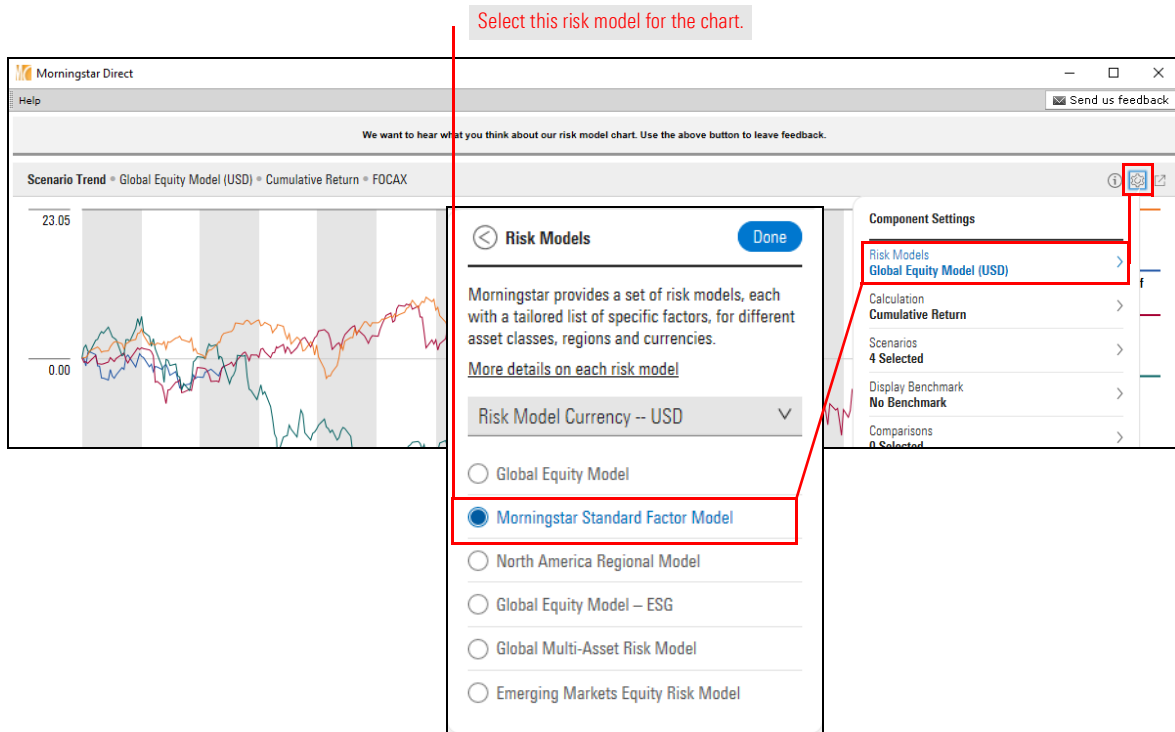 Select this risk model for the chart.
Morningstar Direct
Help
Send us feedback
We want to hear what you think about our risk model chart. Use the above button to leave feedback.
Scenario Trend • Global Equity Model (USD) • Cumulative Return • FOCAX
23.05
0.00
Risk Models
Done
Morningstar provides a set of risk models, each
with a tailored list of specific factors, for different
asset classes, regions and currencies.
More details on each risk model
Risk Model Currency -- USD
Global Equity Model
Morningstar Standard Factor Model
North America Regional Model
Global Equity Model – ESG
Global Multi-Asset Risk Model
Emerging Markets Equity Risk Model
Component Settings
Risk Models
Global Equity Model (USD)
Calculation
Cumulative Return
Scenarios
4 Selected
Display Benchmark
No Benchmark
Comparisons
0 Selected
f